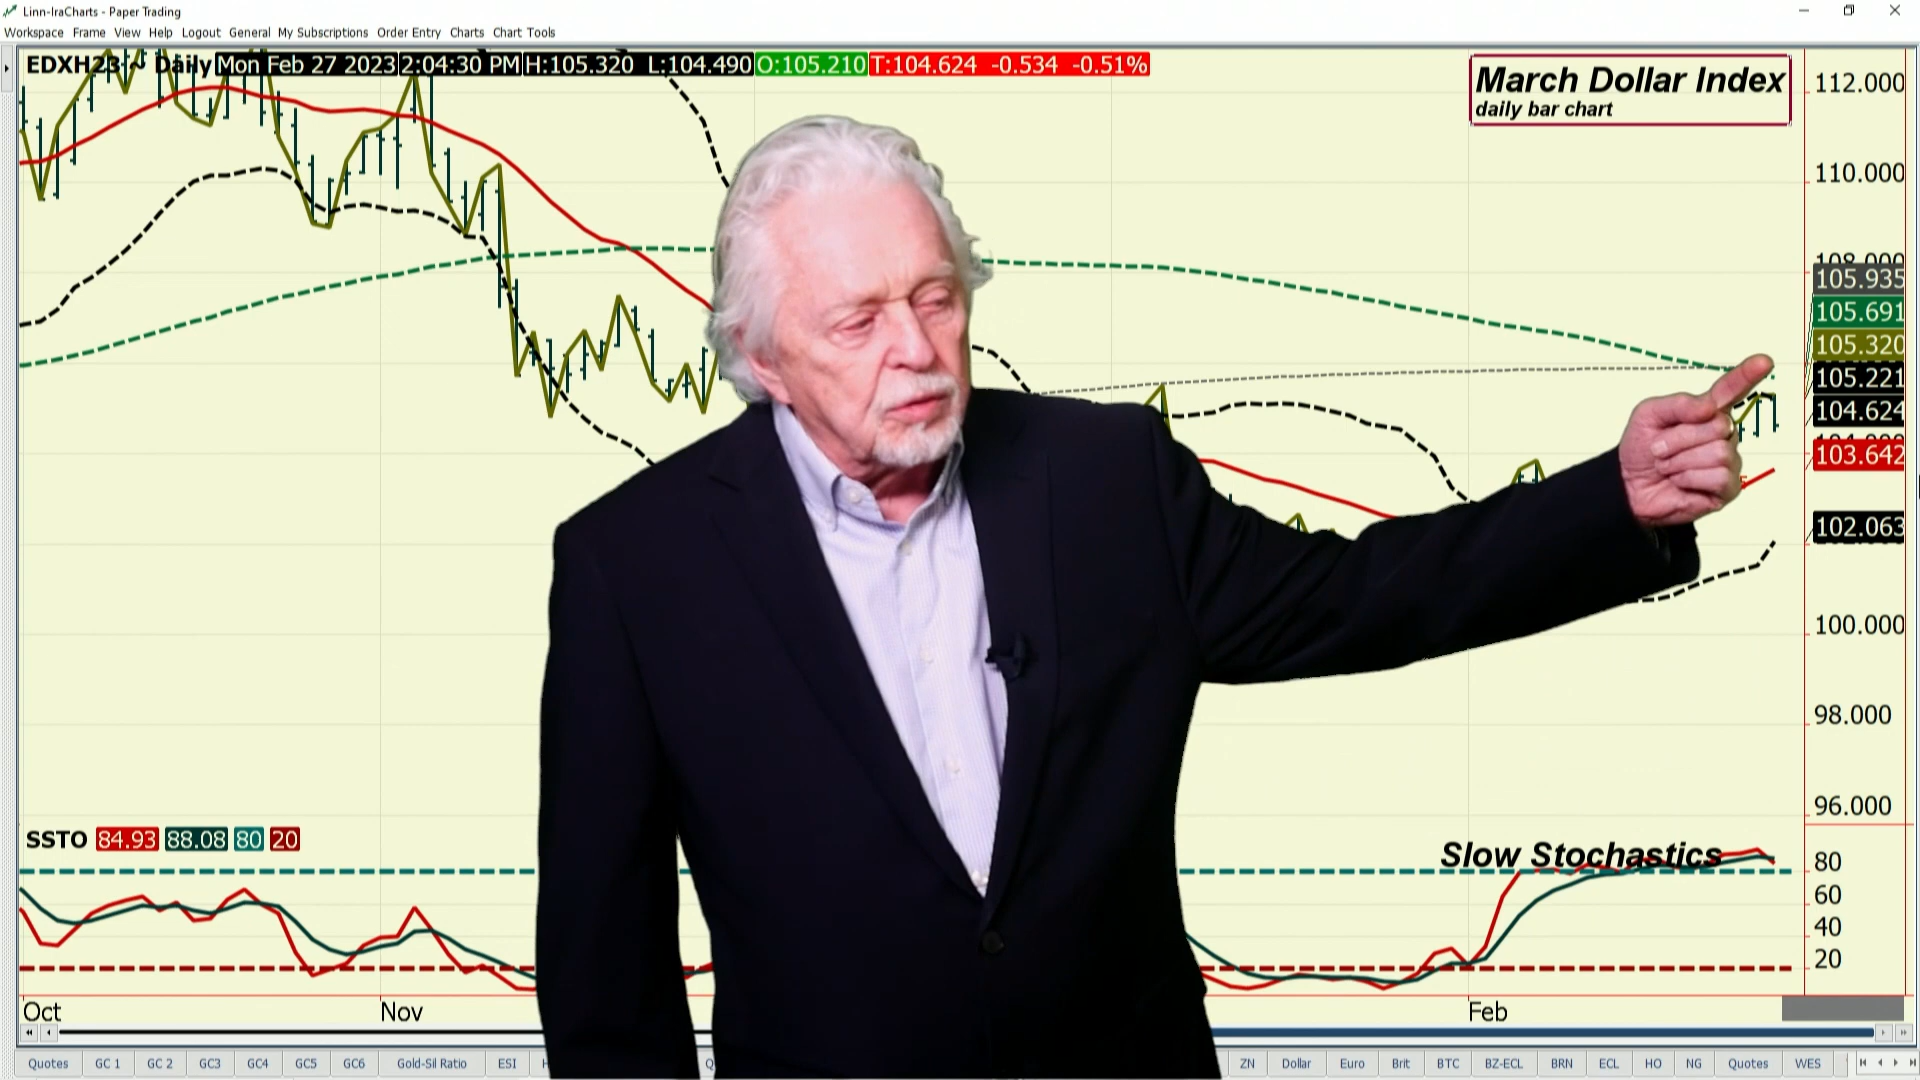 Linn-IraCharts - Paper Trading
Workspace Frame View Help Logout General My Subscriptions Order Entry Charts Chart Tools
EDXH23 ~ Daily Mon Feb 27 2023 2:04:30 PM H:105.320 L:104.490 O:105.210 T:104.624 -0.534 -0.51%
March Dollar Index
daily bar chart
112.000
110.000
108.000
105.935
105.691
105.320
105.221
104.624
103.642
102.063
100.000
98.000
96.000
SSTO 84.93 88.08 80 20
Slow Stochastics
80
60
40
20
Oct Nov Feb
Quotes GC 1 GC 2 GC3 GC4 GC5 GC6 Gold-Sil Ratio ESI ZN Dollar Euro Brit BTC BZ-ECL BRN ECL HO NG Quotes WES